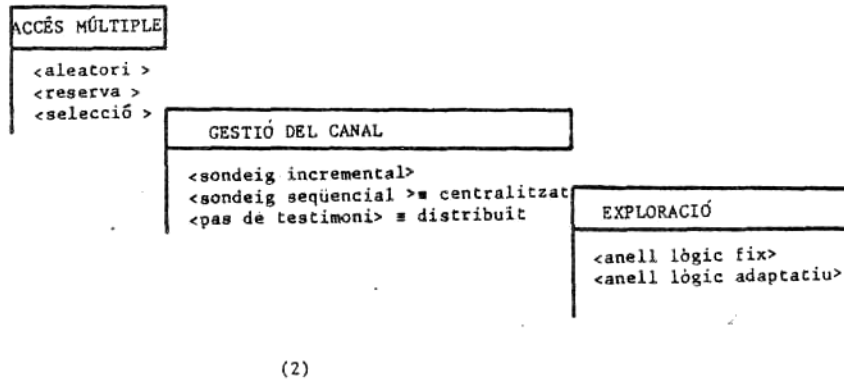 ACCÉS MÚLTIPLE
<aleatori >
<reserva >
<selecció >
GESTIÓ DEL CANAL
<sondeig incremental>
<sondeig seqüencial >≡ centralitzat
<pas de testimoni> ≡ distribuït
EXPLORACIÓ
<anell lògic fix>
<anell lògic adaptatiu>
(2)